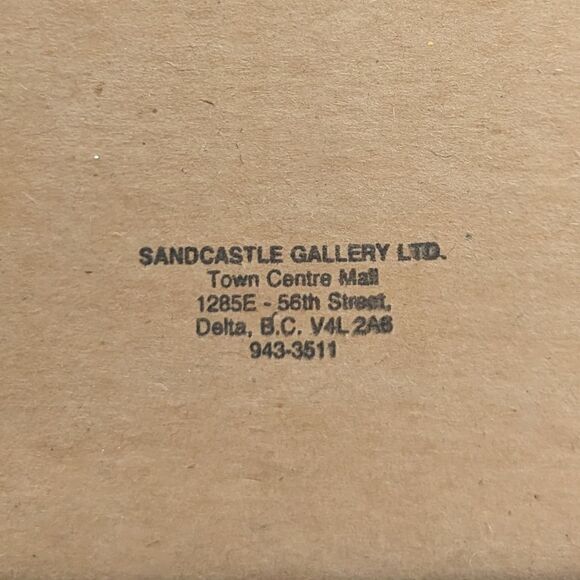 SANDCASTLE GALLERY LTD.
Town Centre Mall
1285E - 56th Street,
Delta, B.C. V4L 2A6
943-3511